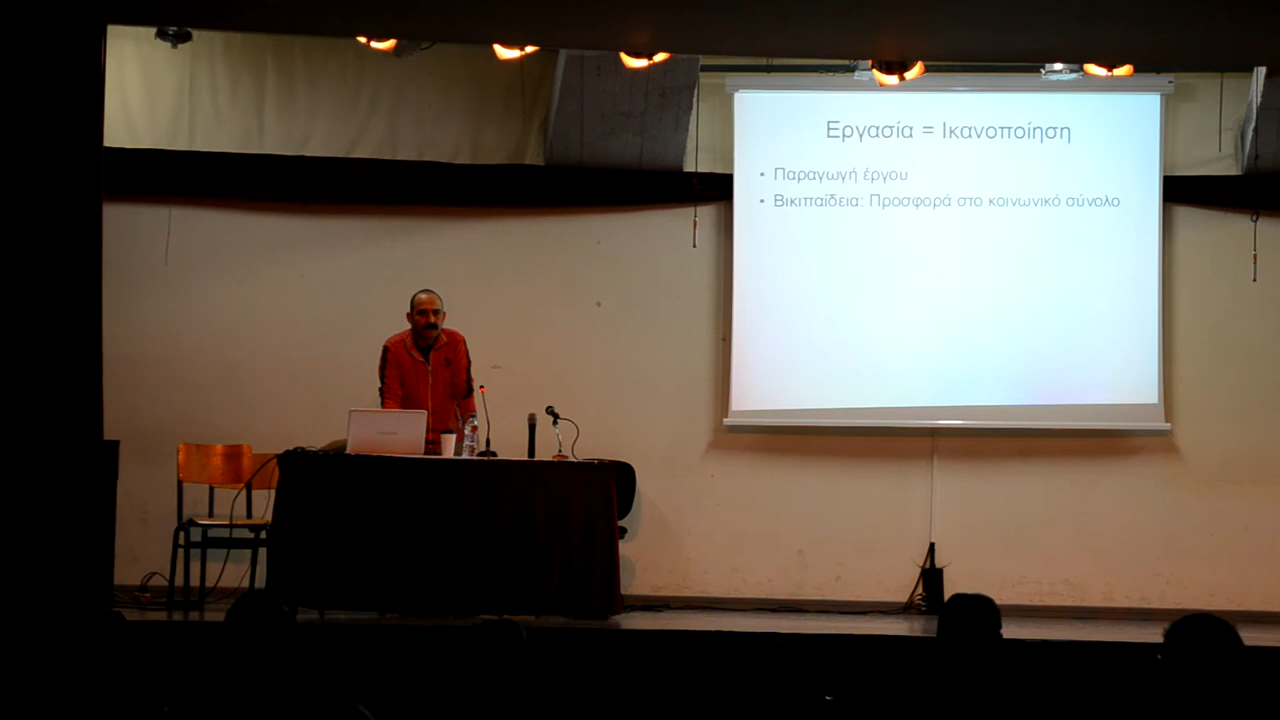 Εργασία = Ικανοποίηση
• Παραγωγή έργου
• Βικιπαίδεια: Προσφορά στο κοινωνικό σύνολο